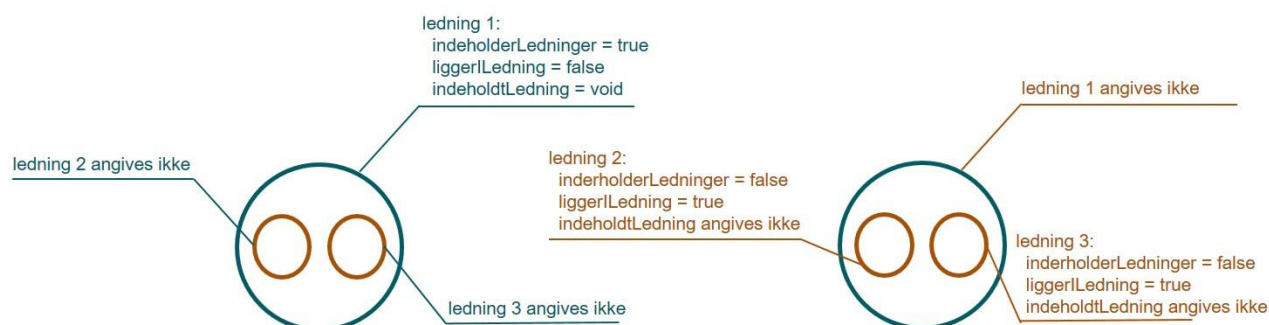 ledning 1:
indeholderLedninger = true
liggerILedning = false
indeholdtLedning = void
ledning 2 angives ikke
ledning 3 angives ikke
ledning 1 angives ikke
ledning 2:
inderholderLedninger = false
liggerILedning = true
indeholdtLedning angives ikke
ledning 3:
inderholderLedninger = false
liggerILedning = true
indeholdtLedning angives ikke